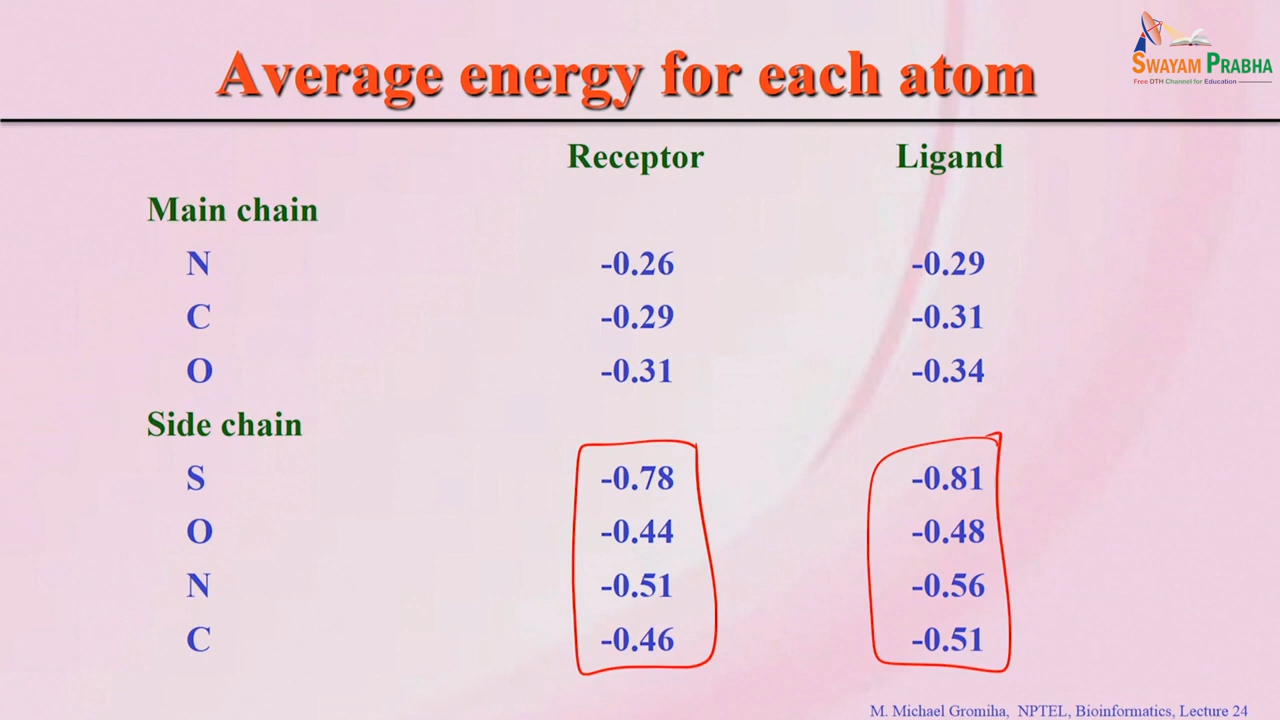 Average energy for each atom
SWAYAM PRABHA
Free DTH Channel for Education
Receptor Ligand
Main chain
N -0.26 -0.29
C -0.29 -0.31
O -0.31 -0.34
Side chain
S -0.78 -0.81
O -0.44 -0.48
N -0.51 -0.56
C -0.46 -0.51
M. Michael Gromiha, NPTEL, Bioinformatics, Lecture 24